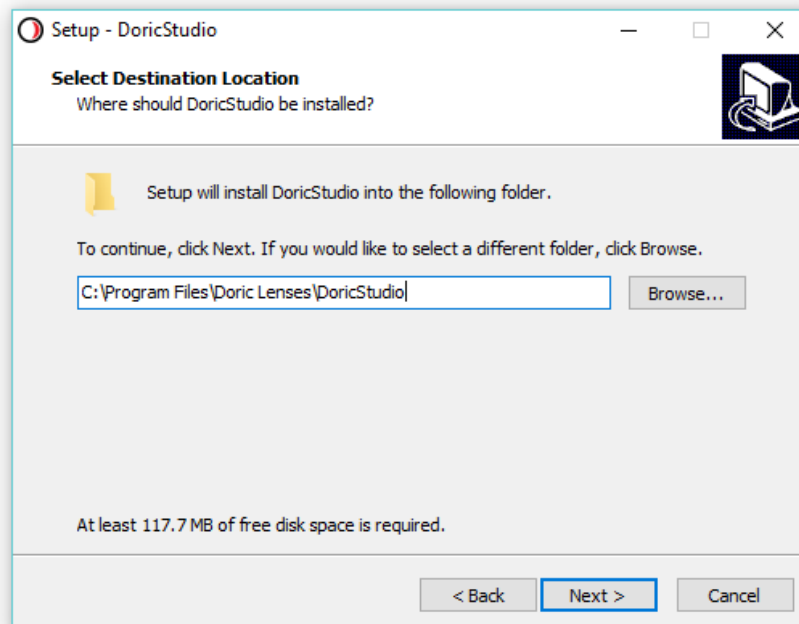 Setup - DoricStudio
Select Destination Location
Where should DoricStudio be installed?
Setup will install DoricStudio into the following folder.
To continue, click Next. If you would like to select a different folder, click Browse.
C:\Program Files\Doric Lenses\DoricStudio
Browse...
At least 117.7 MB of free disk space is required.
< Back
Next >
Cancel